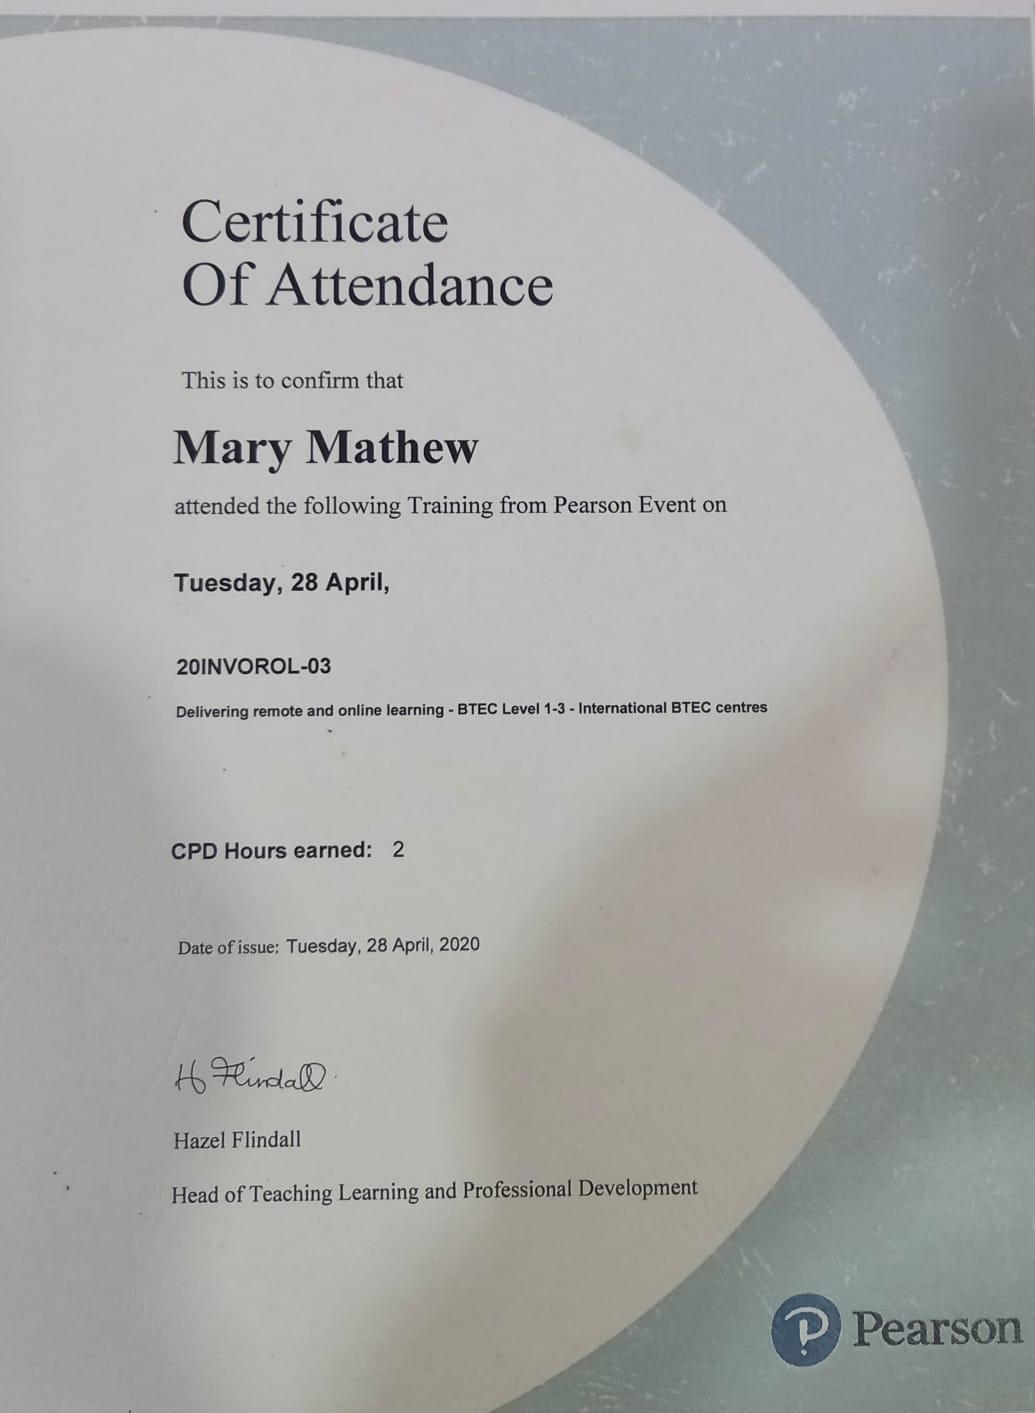 Certificate
Of Attendance
This is to confirm that
Mary Mathew
attended the following Training from Pearson Event on
Tuesday, 28 April,
20INVOROL-03
Delivering remote and online learning - BTEC Level 1-3 - International BTEC centres
CPD Hours earned: 2
Date of issue: Tuesday, 28 April, 2020
H Flindall
Hazel Flindall
Head of Teaching Learning and Professional Development
Pearson